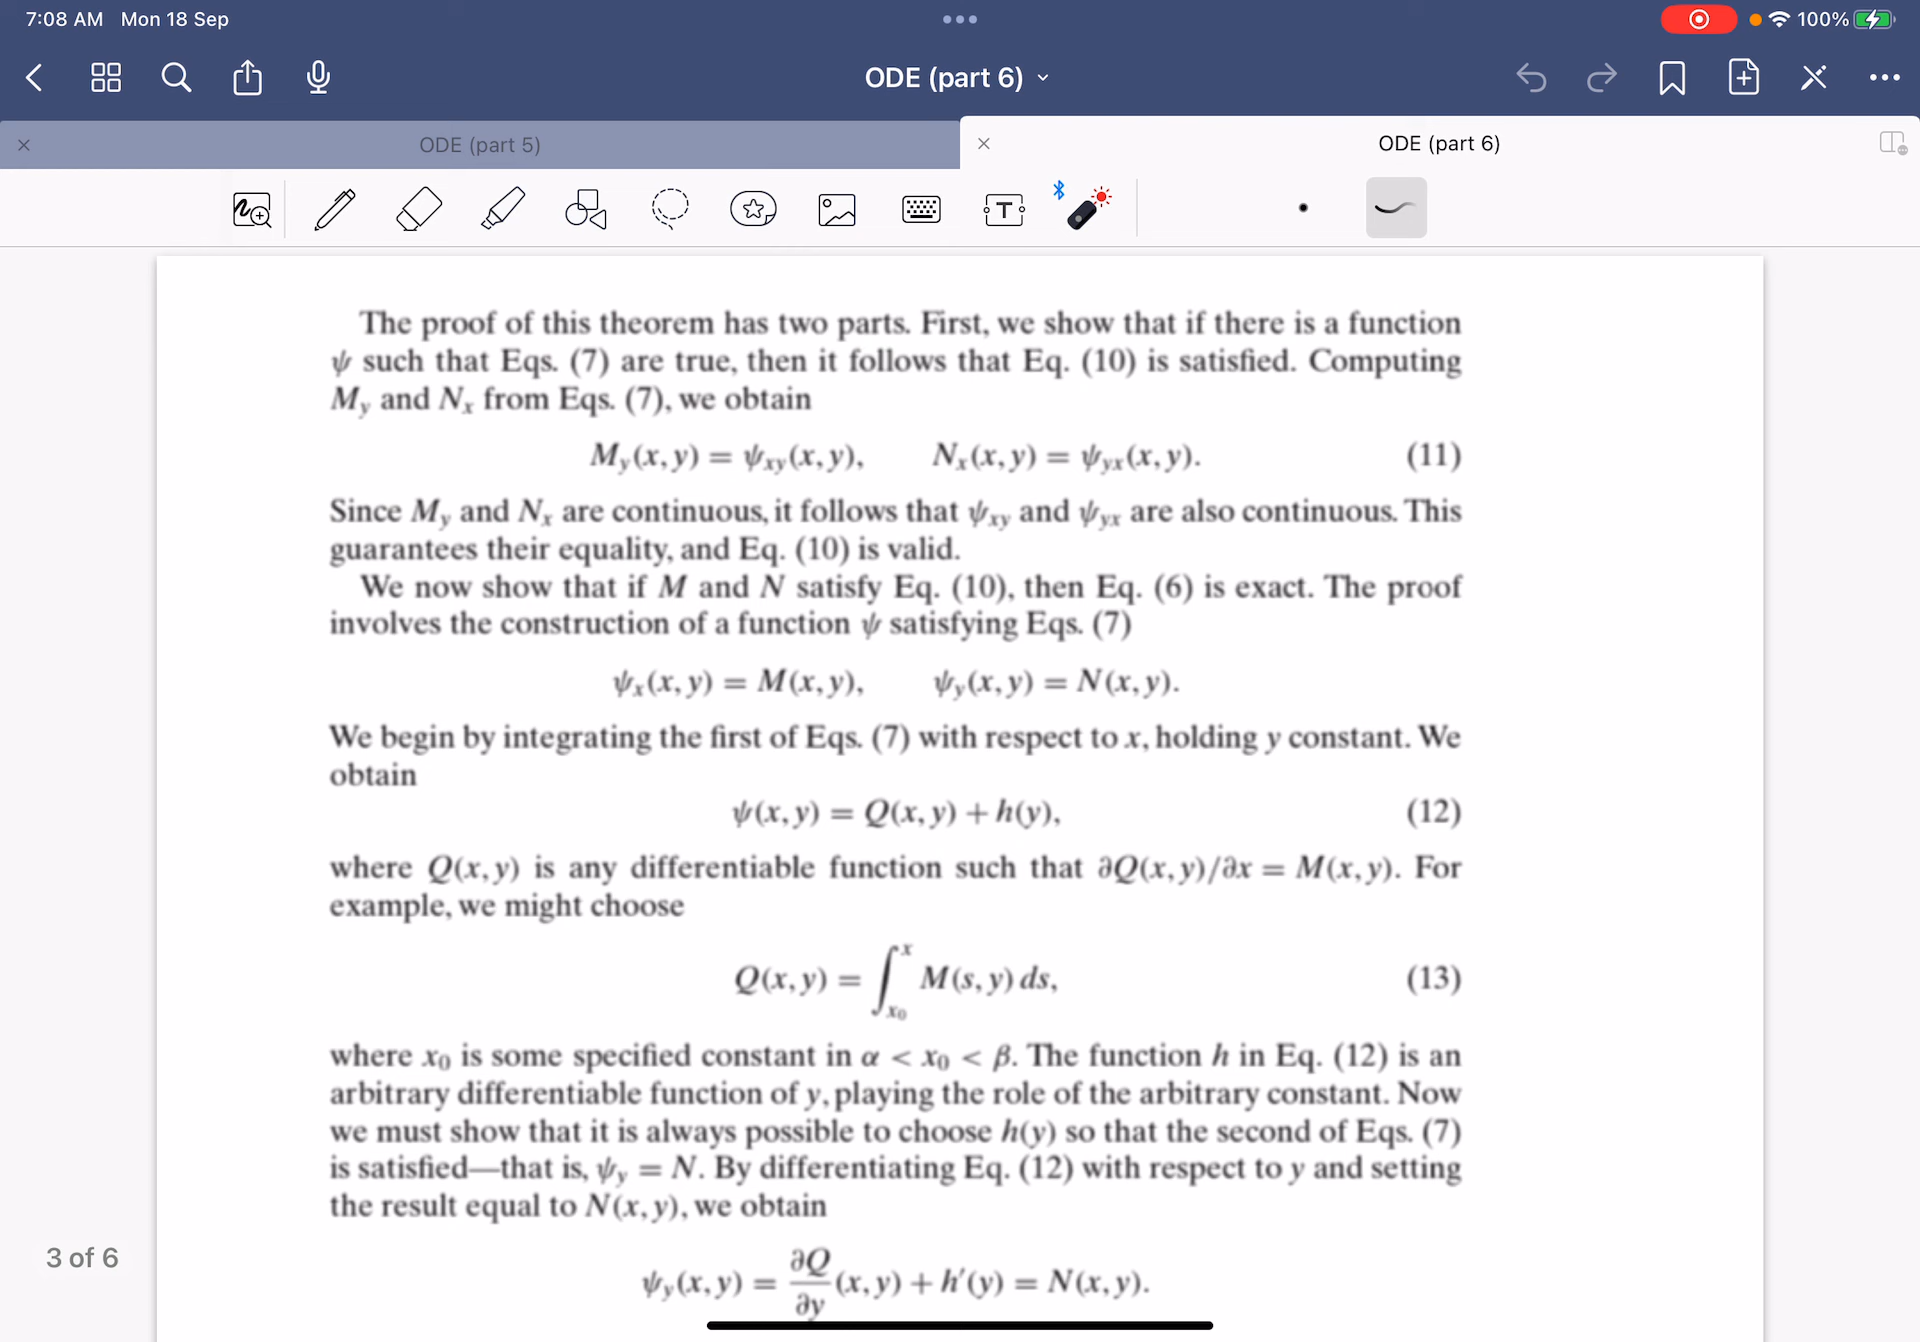 7:08 AM Mon 18 Sep
100%
ODE (part 6)
ODE (part 5)
ODE (part 6)
T
The proof of this theorem has two parts. First, we show that if there is a function
ψ such that Eqs. (7) are true, then it follows that Eq. (10) is satisfied. Computing
M_y and N_x from Eqs. (7), we obtain
M_y(x, y) = ψ_xy(x, y), N_x(x, y) = ψ_yx(x, y). (11)
Since M_y and N_x are continuous, it follows that ψ_xy and ψ_yx are also continuous. This
guarantees their equality, and Eq. (10) is valid.
We now show that if M and N satisfy Eq. (10), then Eq. (6) is exact. The proof
involves the construction of a function ψ satisfying Eqs. (7)
ψ_x(x, y) = M(x, y), ψ_y(x, y) = N(x, y).
We begin by integrating the first of Eqs. (7) with respect to x, holding y constant. We
obtain
ψ(x, y) = Q(x, y) + h(y), (12)
where Q(x, y) is any differentiable function such that ∂Q(x, y)/∂x = M(x, y). For
example, we might choose
Q(x, y) = ∫_{x_0}^{x} M(s, y) ds, (13)
where x_0 is some specified constant in α < x_0 < β. The function h in Eq. (12) is an
arbitrary differentiable function of y, playing the role of the arbitrary constant. Now
we must show that it is always possible to choose h(y) so that the second of Eqs. (7)
is satisfied—that is, ψ_y = N. By differentiating Eq. (12) with respect to y and setting
the result equal to N(x, y), we obtain
ψ_y(x, y) = ∂Q/∂y (x, y) + h′(y) = N(x, y).
3 of 6